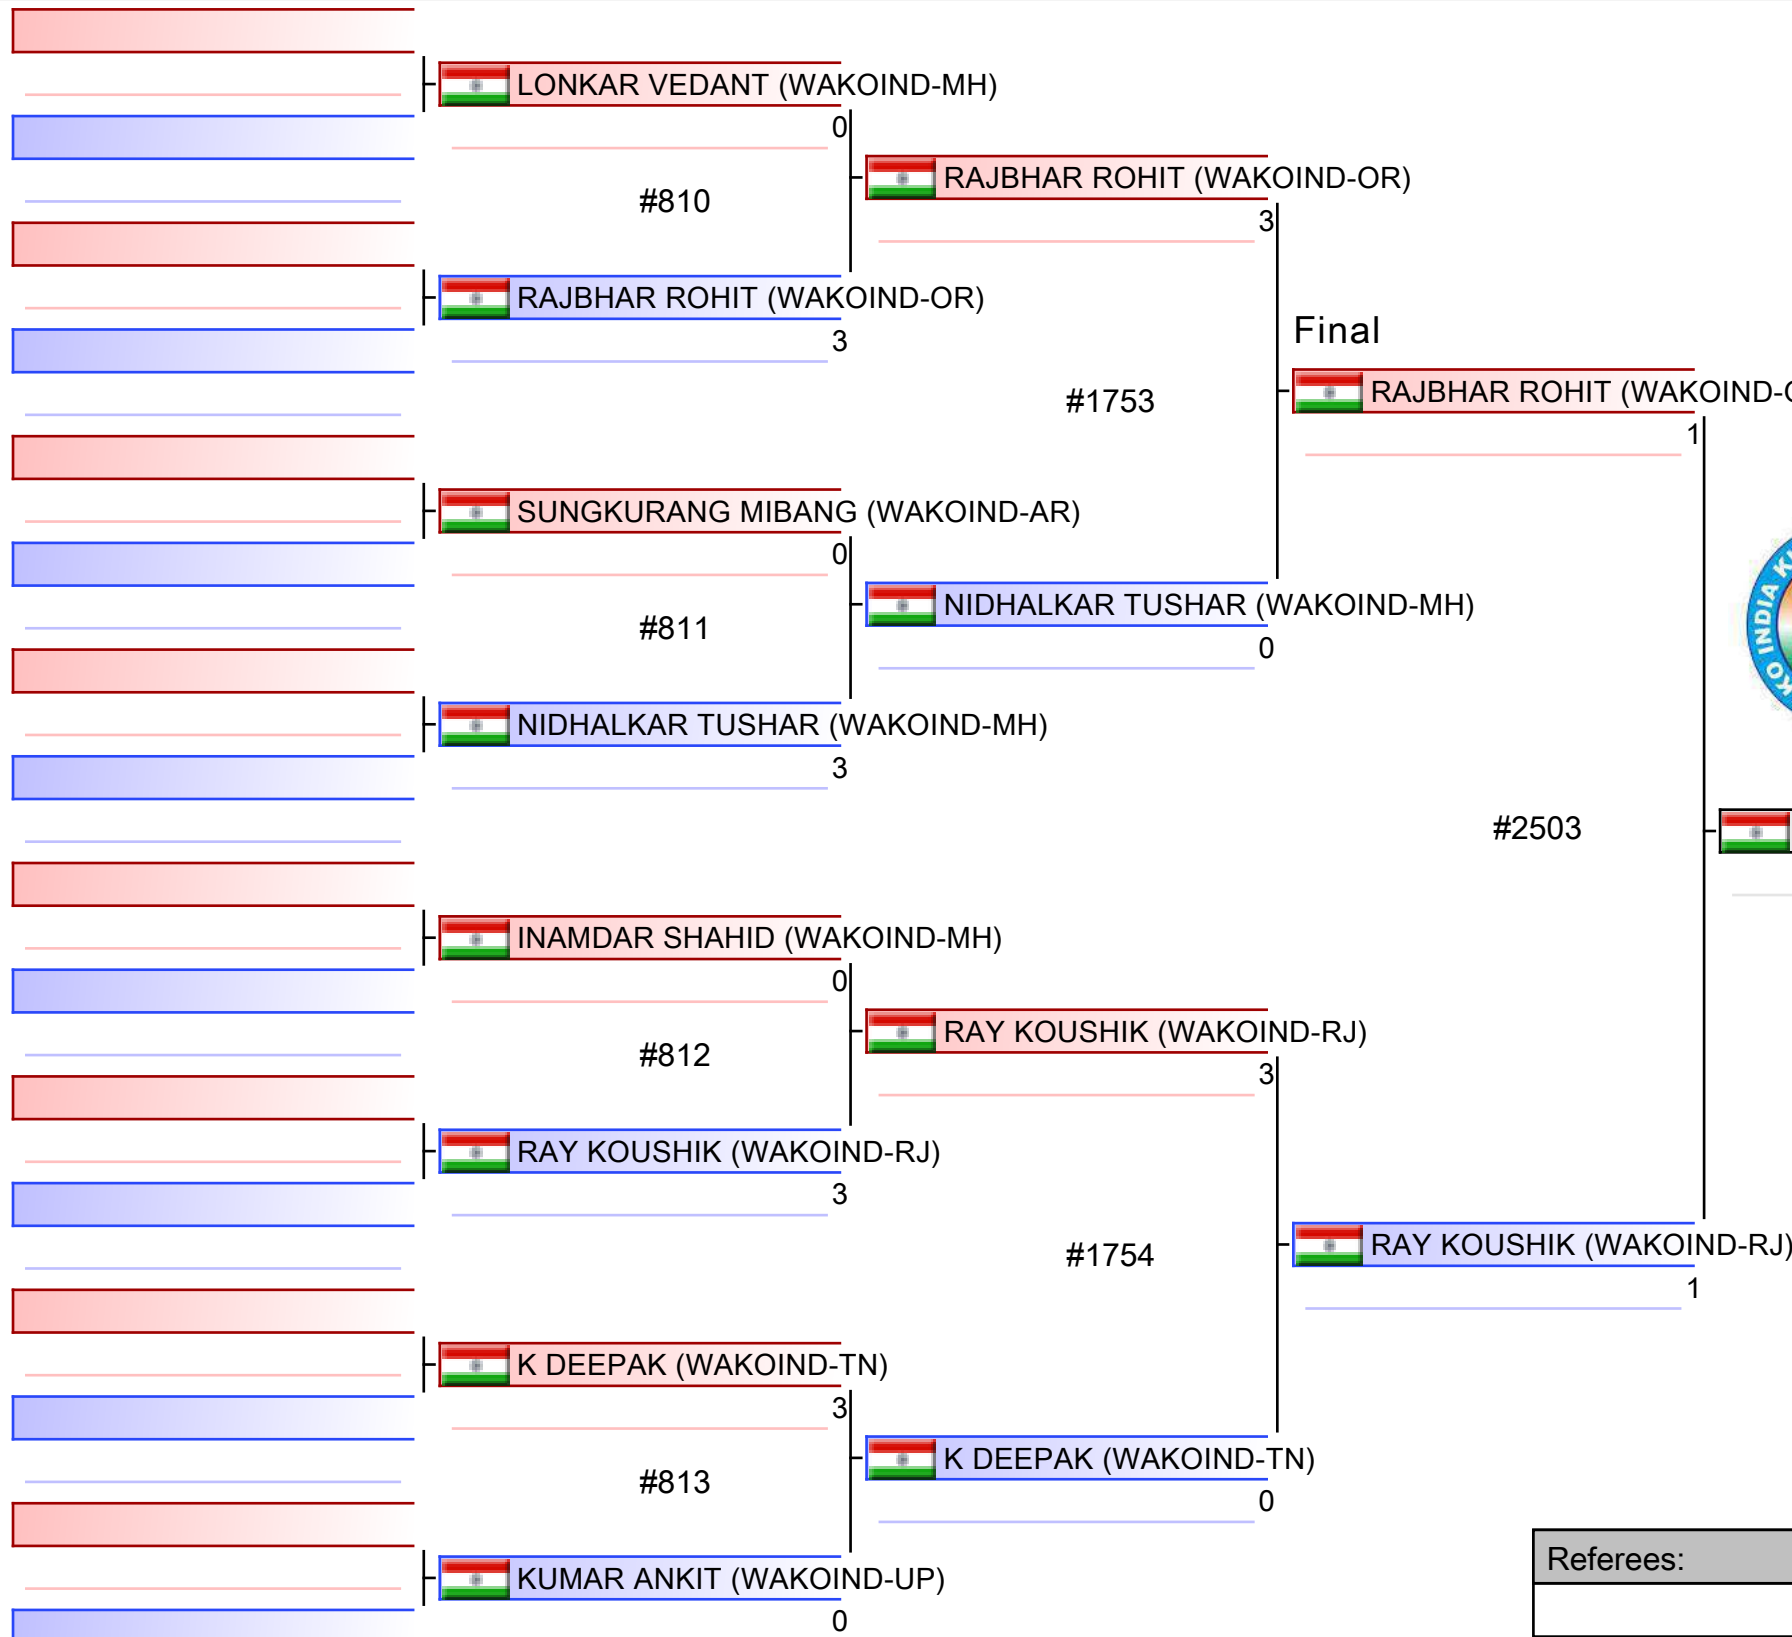 LONKAR VEDANT (WAKOIND-MH)
0
#810
RAJBHAR ROHIT (WAKOIND-OR)
3
SUNGKURANG MIBANG (WAKOIND-AR)
0
#811
NIDHALKAR TUSHAR (WAKOIND-MH)
3
INAMDAR SHAHID (WAKOIND-MH)
0
#812
RAY KOUSHIK (WAKOIND-RJ)
3
K DEEPAK (WAKOIND-TN)
3
#813
KUMAR ANKIT (WAKOIND-UP)
0
RAJBHAR ROHIT (WAKOIND-OR)
3
#1753
NIDHALKAR TUSHAR (WAKOIND-MH)
0
RAY KOUSHIK (WAKOIND-RJ)
3
#1754
K DEEPAK (WAKOIND-TN)
0
Final
RAJBHAR ROHIT (WAKOIND-
1
#2503
RAY KOUSHIK (WAKOIND-RJ)
1
KO INDIA
Referees: